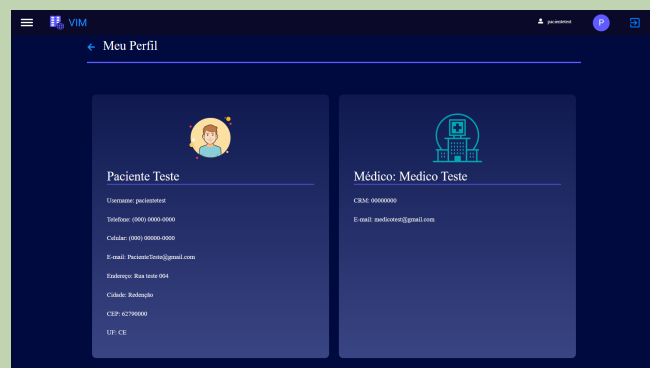 VIM
pacientetest
P
Meu Perfil
Paciente Teste
Username: pacientetest
Telefone: (000) 0000-0000
Celular: (000) 00000-0000
E-mail: PacienteTeste@gmail.com
Endereço: Rua teste 004
Cidade: Redenção
CEP: 62790000
UF: CE
Médico: Medico Teste
CRM: 00000000
E-mail: medicotest@gmail.com